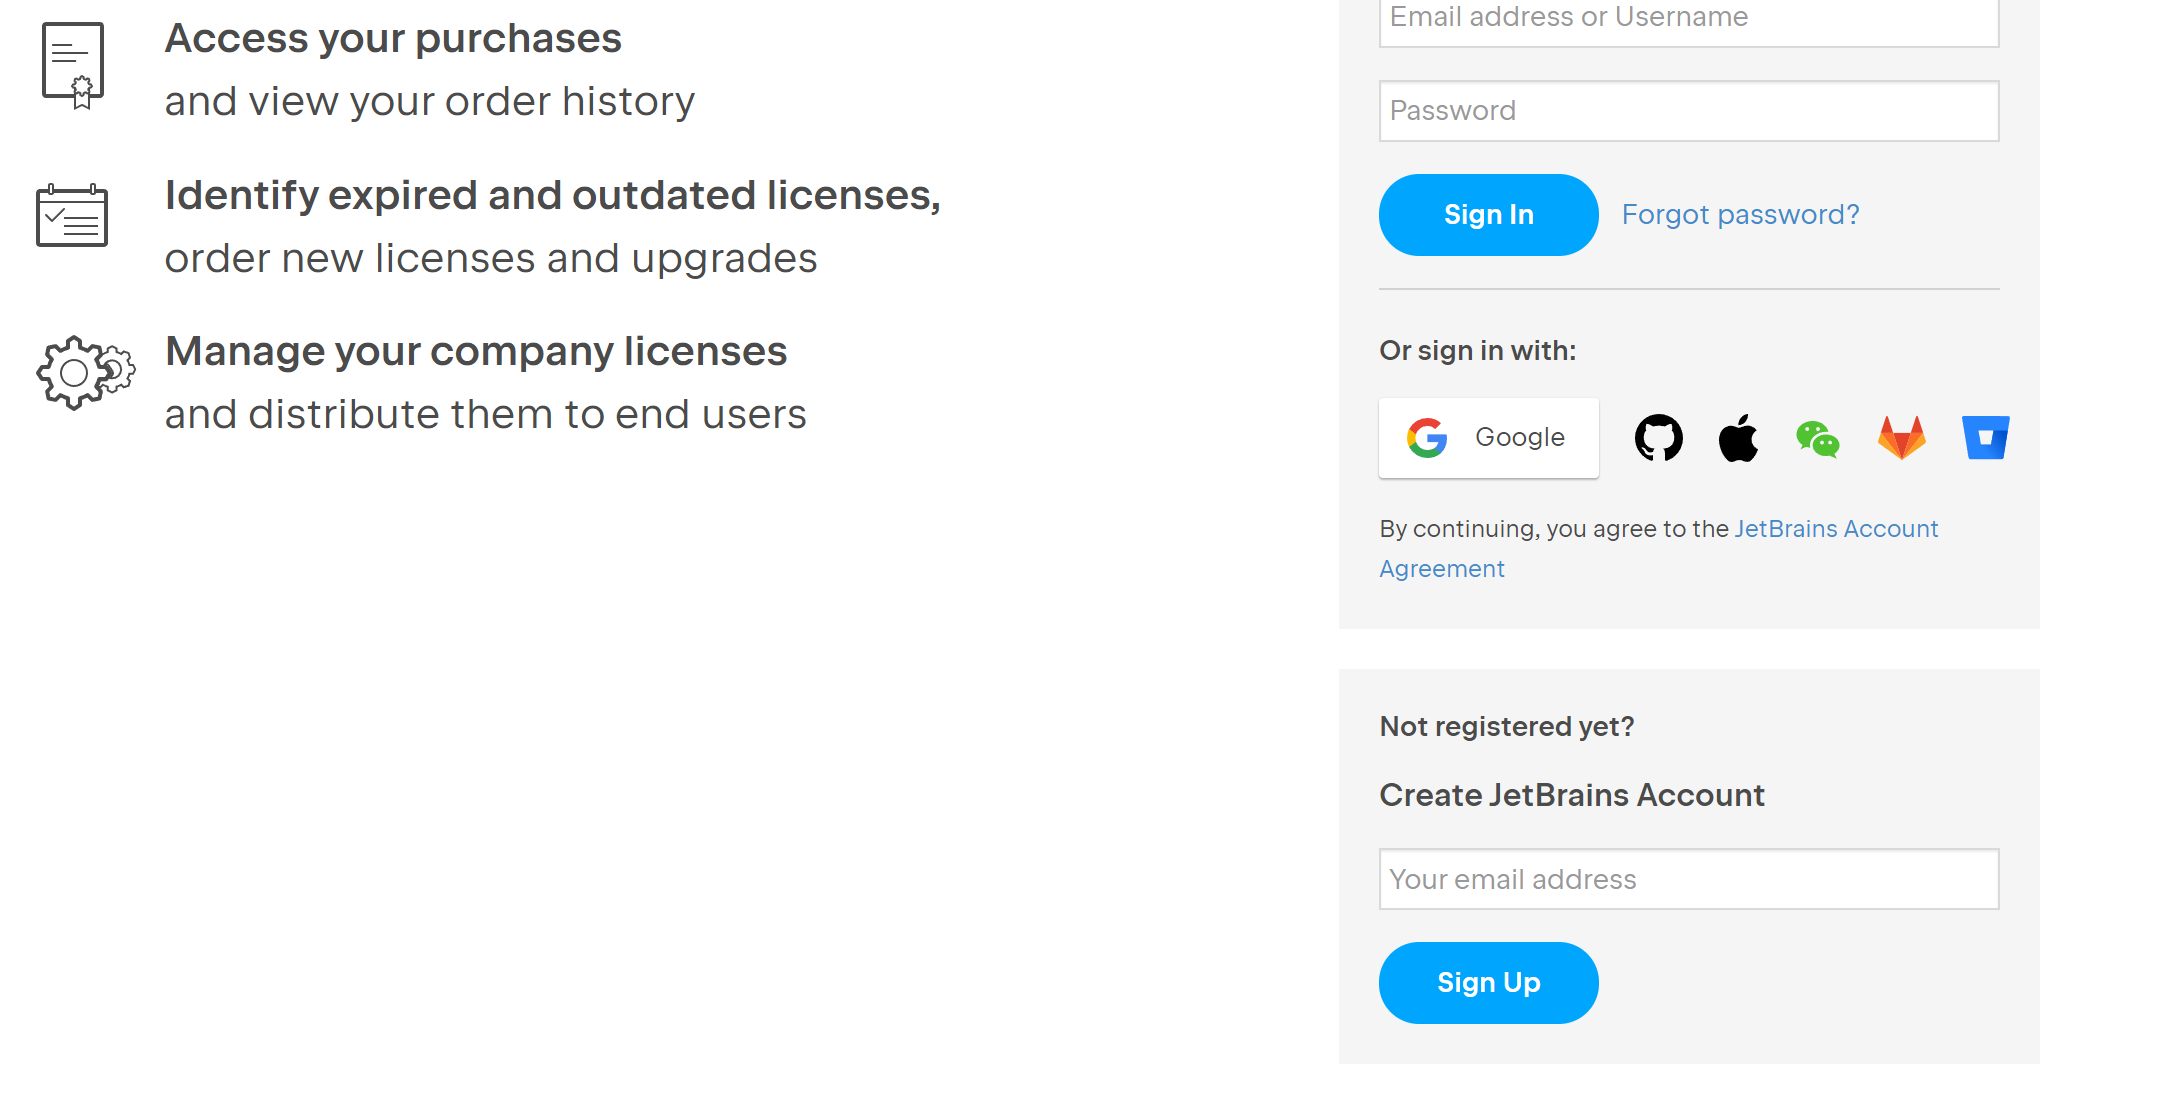 Access your purchases
and view your order history
Identify expired and outdated licenses,
order new licenses and upgrades
Manage your company licenses
and distribute them to end users
Email address or Username
Password
Sign In
Forgot password?
Or sign in with:
Google
By continuing, you agree to the JetBrains Account
Agreement
Not registered yet?
Create JetBrains Account
Your email address
Sign Up